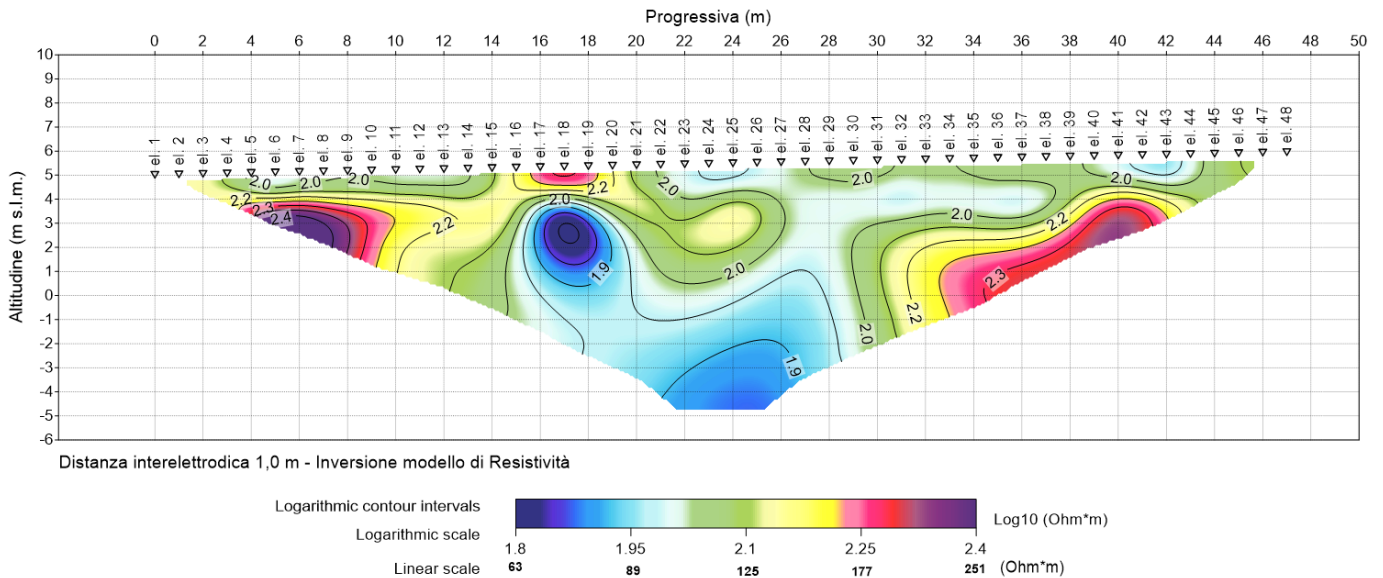 Progressiva (m)
0 2 4 6 8 10 12 14 16 18 20 22 24 26 28 30 32 34 36 38 40 42 44 46 48 50
Altitudine (m s.l.m.)
10
9
8
7
6
5
4
3
2
1
0
-1
-2
-3
-4
-5
-6
el. 1 el. 2 el. 3 el. 4 el. 5 el. 6 el. 7 el. 8 el. 9 el. 10 el. 11 el. 12 el. 13 el. 14 el. 15 el. 16 el. 17 el. 18 el. 19 el. 20 el. 21 el. 22 el. 23 el. 24 el. 25 el. 26 el. 27 el. 28 el. 29 el. 30 el. 31 el. 32 el. 33 el. 34 el. 35 el. 36 el. 37 el. 38 el. 39 el. 40 el. 41 el. 42 el. 43 el. 44 el. 45 el. 46 el. 47 el. 48
2.0 2.0 2.0 2.2 2.0 2.0 2.0
2.2 2.3 2.4 2.2 2.0 2.0 2.2
1.9 2.0 2.3
2.2 2.0
1.9
Distanza interelettrodica 1,0 m - Inversione modello di Resistività
Logarithmic contour intervals
Log10 (Ohm*m)
Logarithmic scale
1.8 1.95 2.1 2.25 2.4
Linear scale
63 89 125 177 251 (Ohm*m)